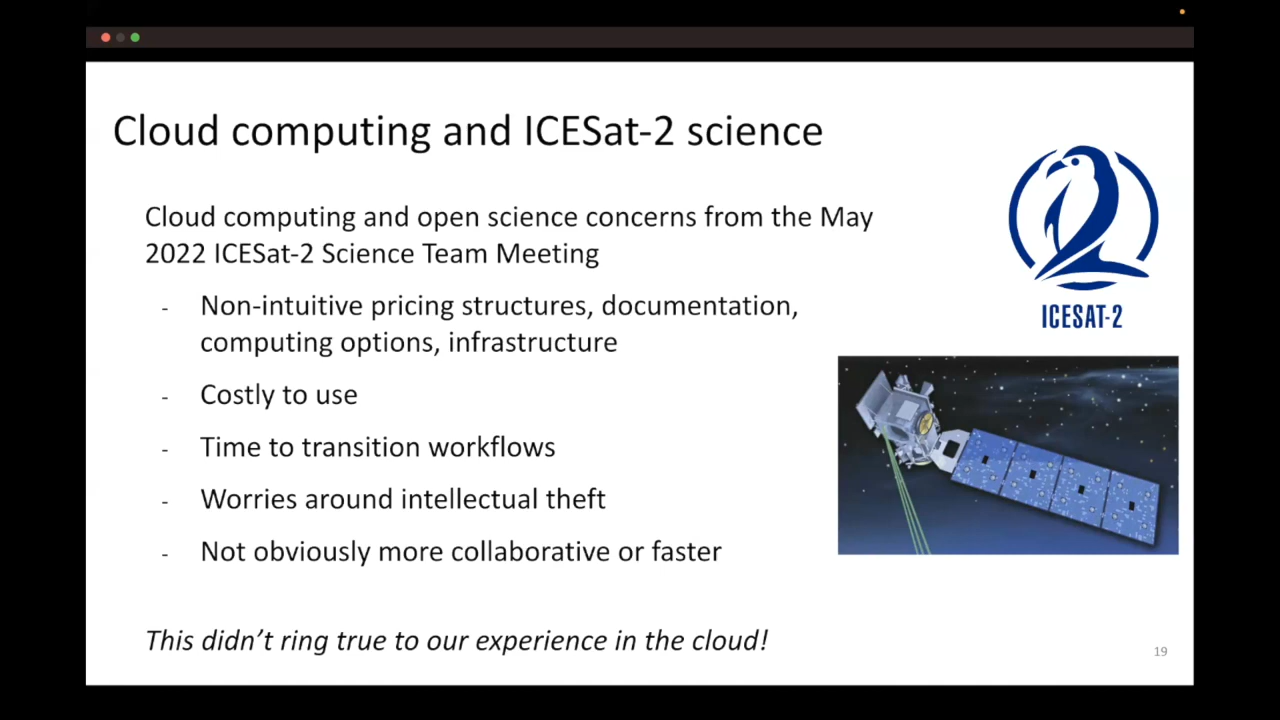 Cloud computing and ICESat-2 science
Cloud computing and open science concerns from the May
2022 ICESat-2 Science Team Meeting
- Non-intuitive pricing structures, documentation,
computing options, infrastructure
- Costly to use
- Time to transition workflows
- Worries around intellectual theft
- Not obviously more collaborative or faster
This didn’t ring true to our experience in the cloud!
ICESAT-2
19